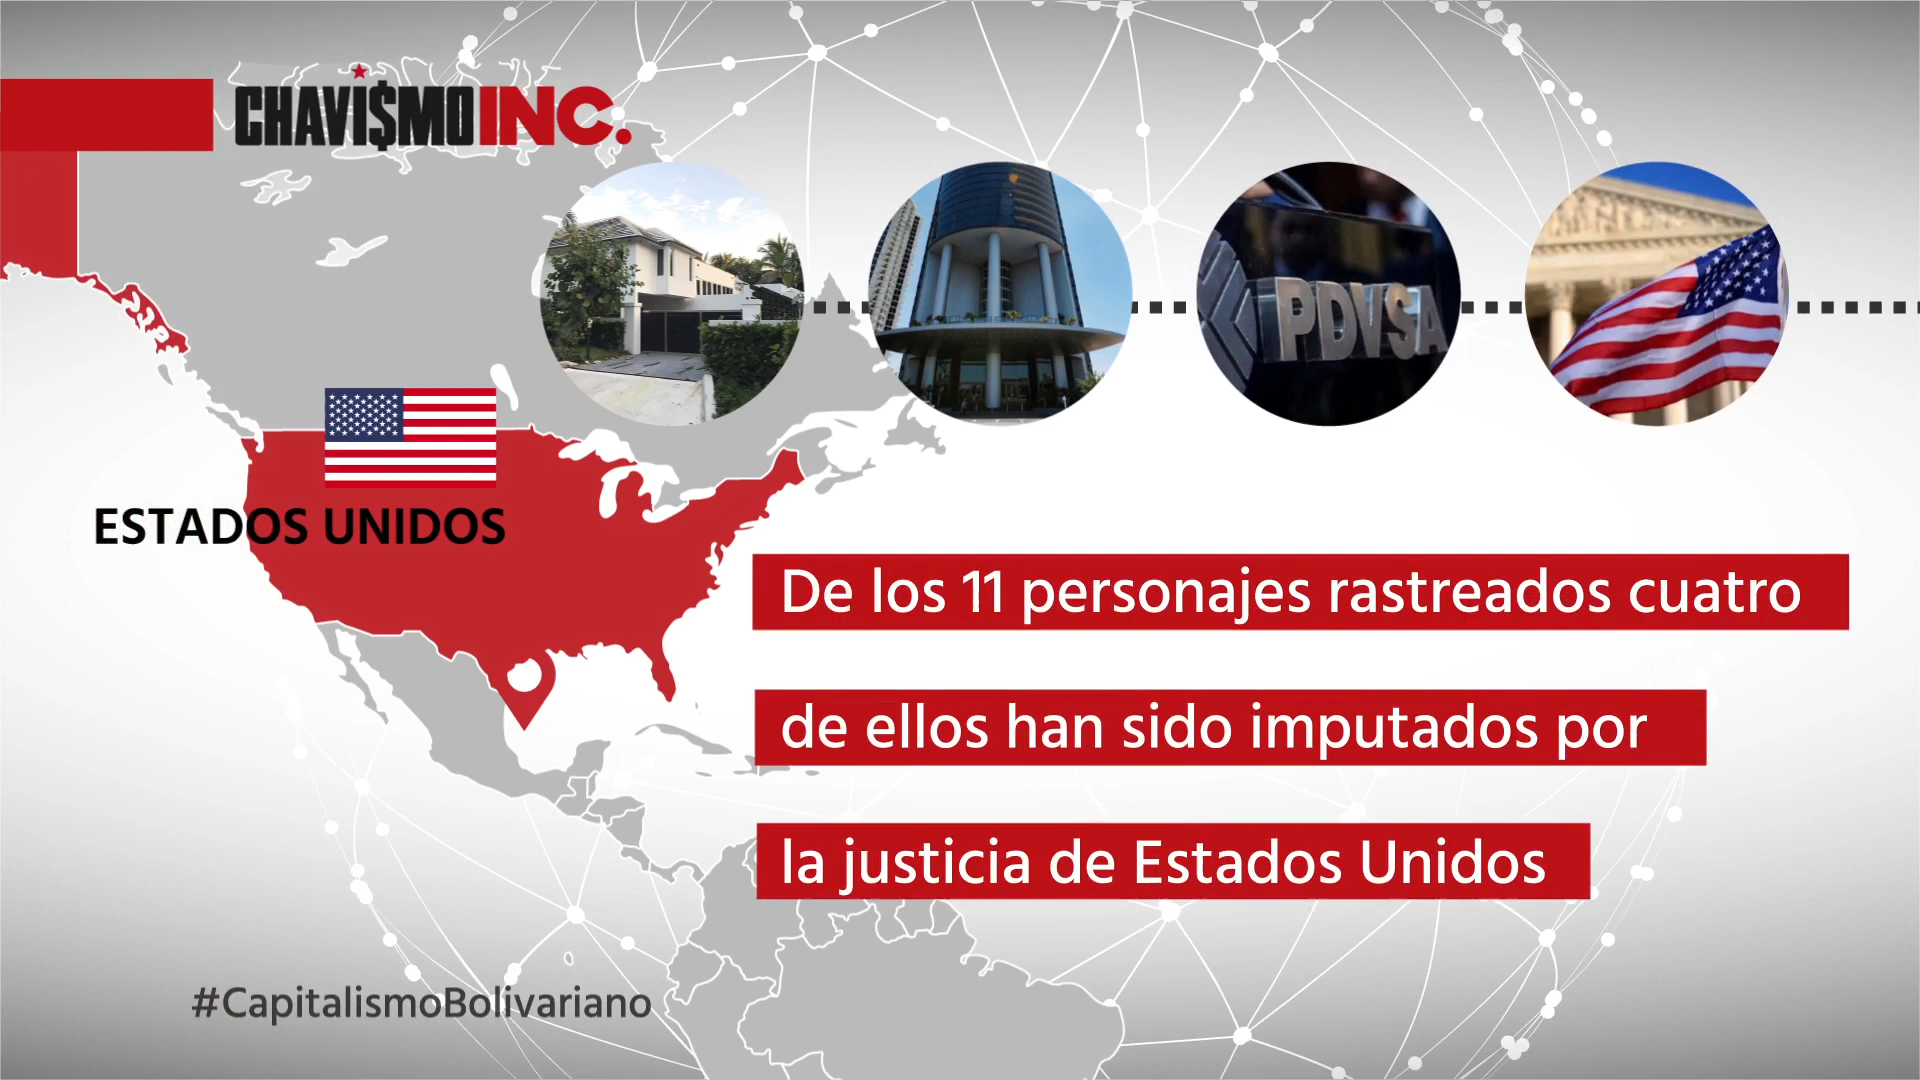 CHAVI$MOINC.
PDVSA
ESTADOS UNIDOS
De los 11 personajes rastreados cuatro
de ellos han sido imputados por
la justicia de Estados Unidos
#CapitalismoBolivariano